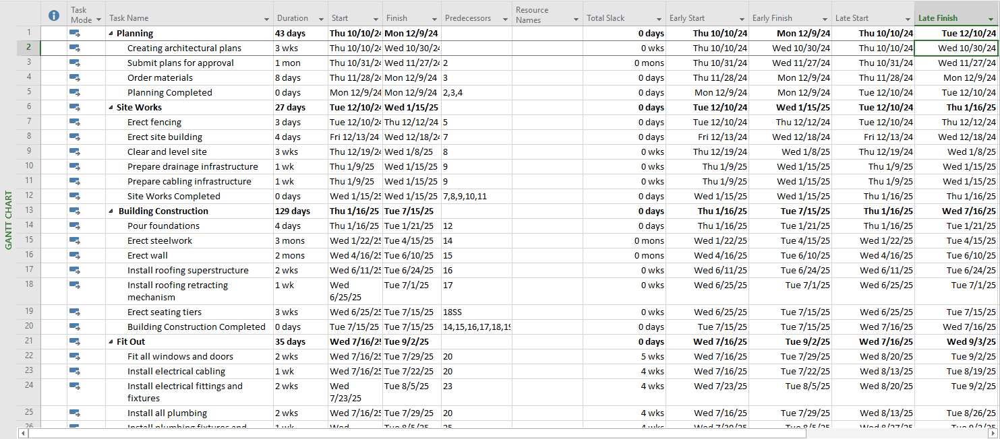 Task Mode Task Name Duration Start Finish Predecessors Resource Names Total Slack Early Start Early Finish Late Start Late Finish
1 Planning 43 days Thu 10/10/24 Mon 12/9/24 0 days Thu 10/10/24 Mon 12/9/24 Thu 10/10/24 Tue 12/10/24
2 Creating architectural plans 3 wks Thu 10/10/24 Wed 10/30/24 0 wks Thu 10/10/24 Wed 10/30/24 Thu 10/10/24 Wed 10/30/24
3 Submit plans for approval 1 mon Thu 10/31/24 Wed 11/27/24 2 0 mons Thu 10/31/24 Wed 11/27/24 Thu 10/31/24 Wed 11/27/24
4 Order materials 8 days Thu 11/28/24 Mon 12/9/24 3 0 days Thu 11/28/24 Mon 12/9/24 Thu 11/28/24 Mon 12/9/24
5 Planning Completed 0 days Mon 12/9/24 Mon 12/9/24 2,3,4 0 days Mon 12/9/24 Mon 12/9/24 Tue 12/10/24 Tue 12/10/24
6 Site Works 27 days Tue 12/10/24 Wed 1/15/25 0 days Tue 12/10/24 Wed 1/15/25 Tue 12/10/24 Thu 1/16/25
7 Erect fencing 3 days Tue 12/10/24 Thu 12/12/24 5 0 days Tue 12/10/24 Thu 12/12/24 Tue 12/10/24 Thu 12/12/24
8 Erect site building 4 days Fri 12/13/24 Wed 12/18/24 7 0 days Fri 12/13/24 Wed 12/18/24 Fri 12/13/24 Wed 12/18/24
9 Clear and level site 3 wks Thu 12/19/24 Wed 1/8/25 8 0 wks Thu 12/19/24 Wed 1/8/25 Thu 12/19/24 Wed 1/8/25
10 Prepare drainage infrastructure 1 wk Thu 1/9/25 Wed 1/15/25 9 0 wks Thu 1/9/25 Wed 1/15/25 Thu 1/9/25 Wed 1/15/25
11 Prepare cabling infrastructure 1 wk Thu 1/9/25 Wed 1/15/25 9 0 wks Thu 1/9/25 Wed 1/15/25 Thu 1/9/25 Wed 1/15/25
12 Site Works Completed 0 days Wed 1/15/25 Wed 1/15/25 7,8,9,10,11 0 days Wed 1/15/25 Wed 1/15/25 Thu 1/16/25 Thu 1/16/25
13 Building Construction 129 days Thu 1/16/25 Tue 7/15/25 0 days Thu 1/16/25 Tue 7/15/25 Thu 1/16/25 Wed 7/16/25
14 Pour foundations 4 days Thu 1/16/25 Tue 1/21/25 12 0 days Thu 1/16/25 Tue 1/21/25 Thu 1/16/25 Tue 1/21/25
15 Erect steelwork 3 mons Wed 1/22/25 Tue 4/15/25 14 0 mons Wed 1/22/25 Tue 4/15/25 Wed 1/22/25 Tue 4/15/25
16 Erect wall 2 mons Wed 4/16/25 Tue 6/10/25 15 0 mons Wed 4/16/25 Tue 6/10/25 Wed 4/16/25 Tue 6/10/25
17 Install roofing superstructure 2 wks Wed 6/11/25 Tue 6/24/25 16 0 wks Wed 6/11/25 Tue 6/24/25 Wed 6/11/25 Tue 6/24/25
18 Install roofing retracting 1 wk Wed Tue 7/1/25 17 0 wks Wed 6/25/25 Tue 7/1/25 Wed 6/25/25 Tue 7/1/25
mechanism 6/25/25
19 Erect seating tiers 3 wks Wed 6/25/25 Tue 7/15/25 18SS 0 wks Wed 6/25/25 Tue 7/15/25 Wed 6/25/25 Tue 7/15/25
20 Building Construction Completed 0 days Tue 7/15/25 Tue 7/15/25 14,15,16,17,18,19 0 days Tue 7/15/25 Tue 7/15/25 Wed 7/16/25 Wed 7/16/25
21 Fit Out 35 days Wed 7/16/25 Tue 9/2/25 0 days Wed 7/16/25 Tue 9/2/25 Wed 7/16/25 Wed 9/3/25
22 Fit all windows and doors 2 wks Wed 7/16/25 Tue 7/29/25 20 5 wks Wed 7/16/25 Tue 7/29/25 Wed 8/20/25 Tue 9/2/25
23 Install electrical cabling 1 wk Wed 7/16/25 Tue 7/22/25 20 4 wks Wed 7/16/25 Tue 7/22/25 Wed 8/13/25 Tue 8/19/25
24 Install electrical fittings and 2 wks Wed Tue 8/5/25 23 4 wks Wed 7/23/25 Tue 8/5/25 Wed 8/20/25 Tue 9/2/25
fixtures 7/23/25
25 Install all plumbing 2 wks Wed 7/16/25 Tue 7/29/25 20 4 wks Wed 7/16/25 Tue 7/29/25 Wed 8/13/25 Tue 8/26/25
26 Install plumbing fixtures and 1 wk Wed Tue 8/5/25 25 4 wks Wed 7/30/25 Tue 8/5/25 Wed 8/27/25 Tue 9/2/25
GANTT CHART